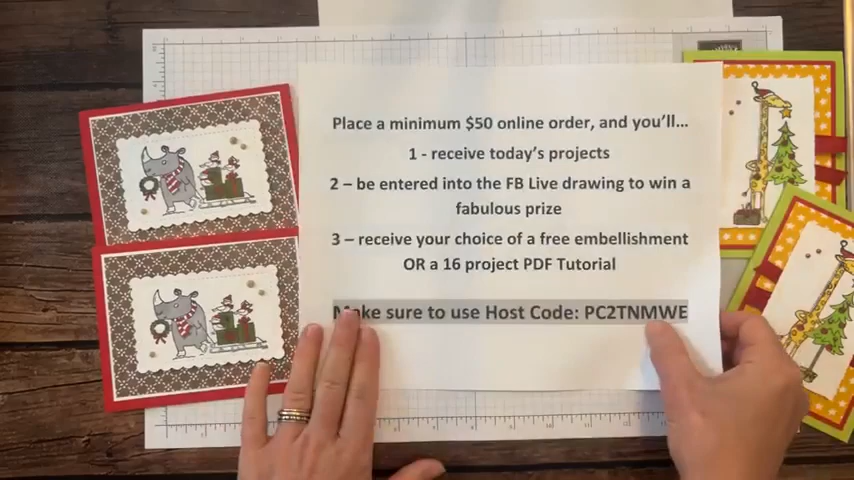 Place a minimum $50 online order, and you'll...
1 - receive today's projects
2 – be entered into the FB Live drawing to win a
fabulous prize
3 – receive your choice of a free embellishment
OR a 16 project PDF Tutorial
Make sure to use Host Code: PC2TNMWE